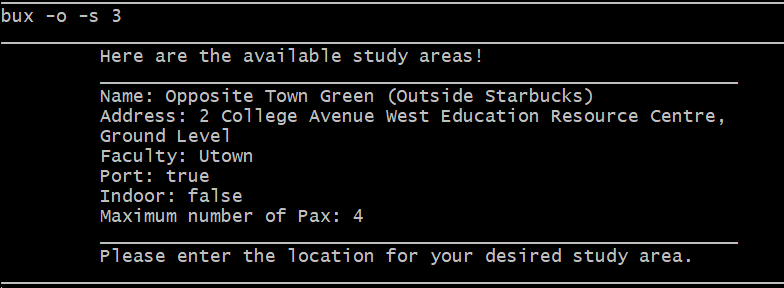 bux -o -s 3
Here are the available study areas!
Name: Opposite Town Green (Outside Starbucks)
Address: 2 College Avenue West Education Resource Centre,
Ground Level
Faculty: Utown
Port: true
Indoor: false
Maximum number of Pax: 4
Please enter the location for your desired study area.